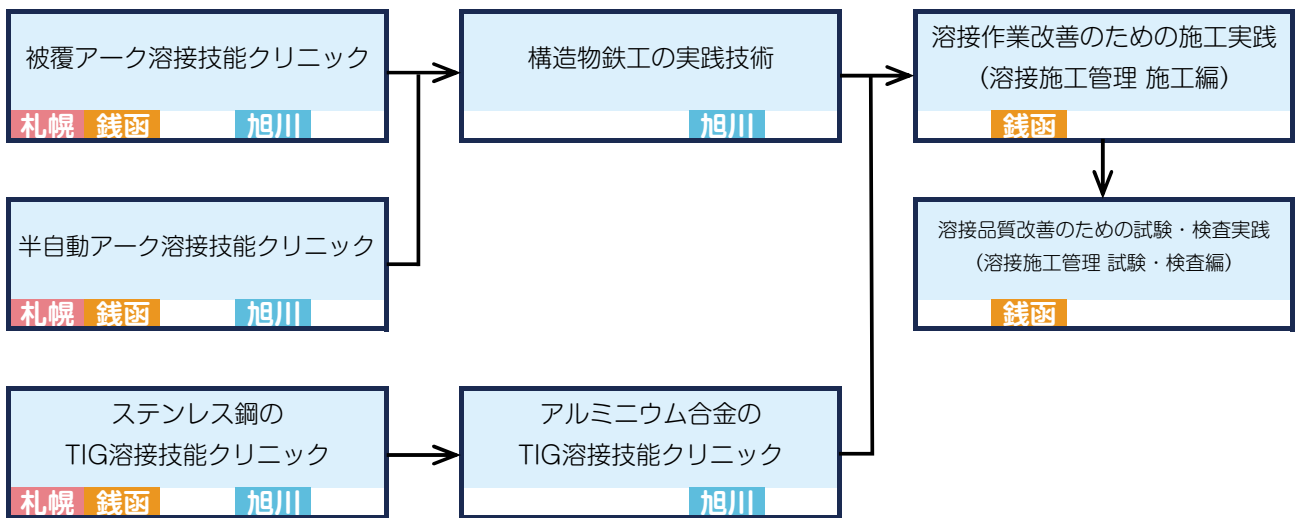 被覆アーク溶接技能クリニック
札幌 銭函 旭川
構造物鉄工の実践技術
旭川
溶接作業改善のための施工実践
（溶接施工管理 施工編）
銭函
半自動アーク溶接技能クリニック
札幌 銭函 旭川
溶接品質改善のための試験・検査実践
（溶接施工管理 試験・検査編）
銭函
ステンレス鋼の
TIG溶接技能クリニック
札幌 銭函 旭川
アルミニウム合金の
TIG溶接技能クリニック
旭川